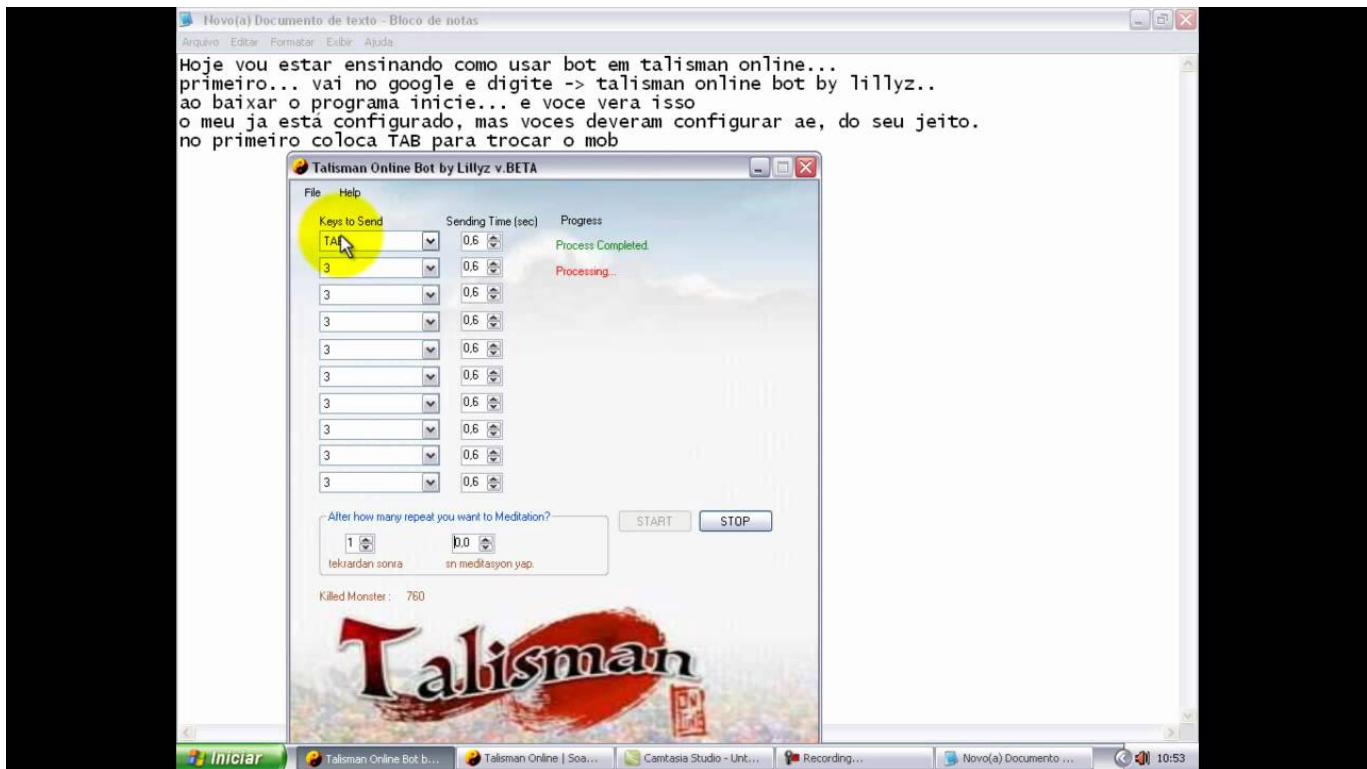 Novo(a) Documento de texto - Bloco de notas
Arquivo Editar Formatar Exibir Ajuda
Hoje vou estar ensinando como usar bot em talisman online...
primeiro... vai no google e digite -> talisman online bot by lillyz..
ao baixar o programa inicie... e voce vera isso
o meu ja está configurado, mas voces deveram configurar ae, do seu jeito.
no primeiro coloca TAB para trocar o mob
Talisman Online Bot by Lillyz v.BETA
File Help
Keys to Send Sending Time (sec) Progress
TAB 0,6 Process Completed.
3 0,6 Processing...
3 0,6
3 0,6
3 0,6
3 0,6
3 0,6
3 0,6
3 0,6
3 0,6
After how many repeat you want to Meditation?
START STOP
1 0,0
tekrardan sonra sn meditasyon yap.
Killed Monster : 760
Talisman
ONLINE
Iniciar Talisman Online Bot b... Talisman Online | Soa... Camtasia Studio - Unt... Recording... Novo(a) Documento ... 10:53